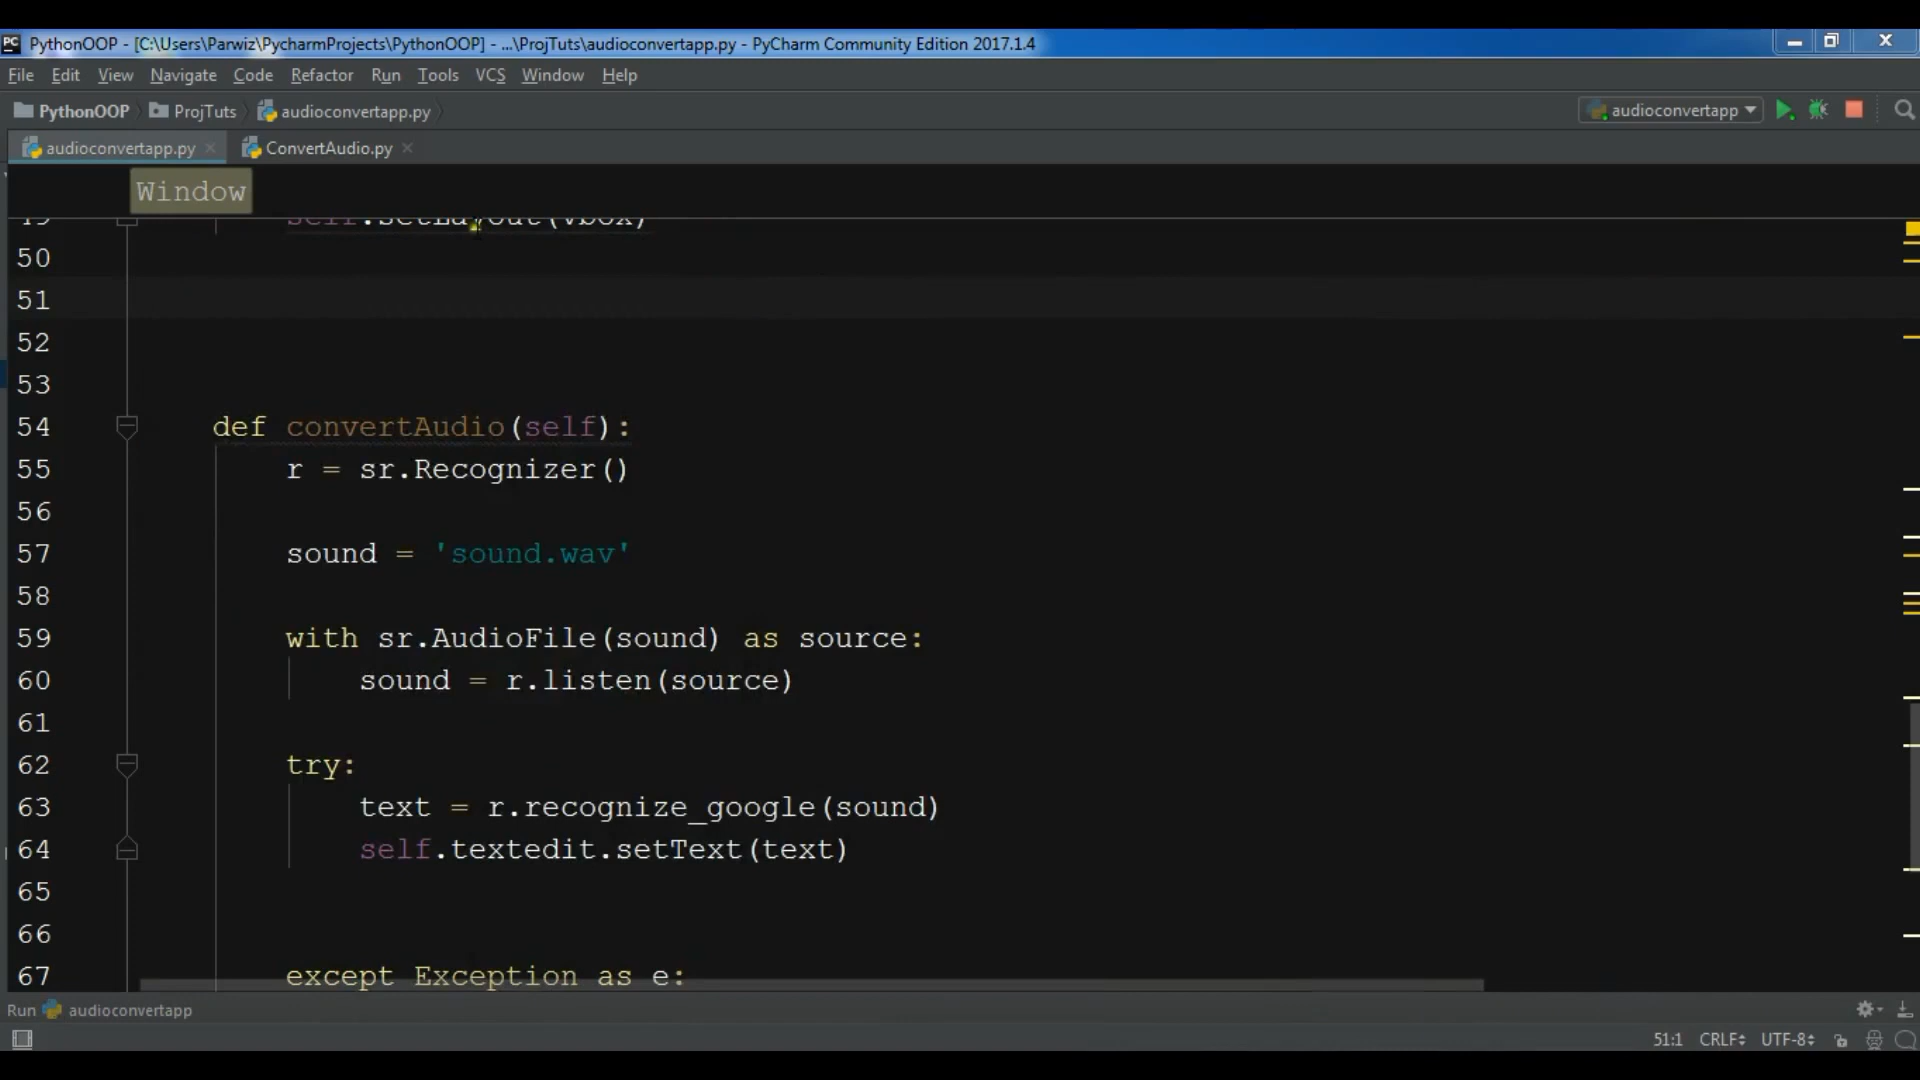 PythonOOP - [C:\Users\Parwiz\PycharmProjects\PythonOOP] - ...\ProjTuts\audioconvertapp.py - PyCharm Community Edition 2017.1.4
File Edit View Navigate Code Refactor Run Tools VCS Window Help
PythonOOP ProjTuts audioconvertapp.py audioconvertapp
audioconvertapp.py ConvertAudio.py
Window
49 self.setLayout(vbox)
50
51
52
53
54 def convertAudio(self):
55 r = sr.Recognizer()
56
57 sound = 'sound.wav'
58
59 with sr.AudioFile(sound) as source:
60 sound = r.listen(source)
61
62 try:
63 text = r.recognize_google(sound)
64 self.textedit.setText(text)
65
66
67 except Exception as e:
Run audioconvertapp
51:1 CRLF UTF-8